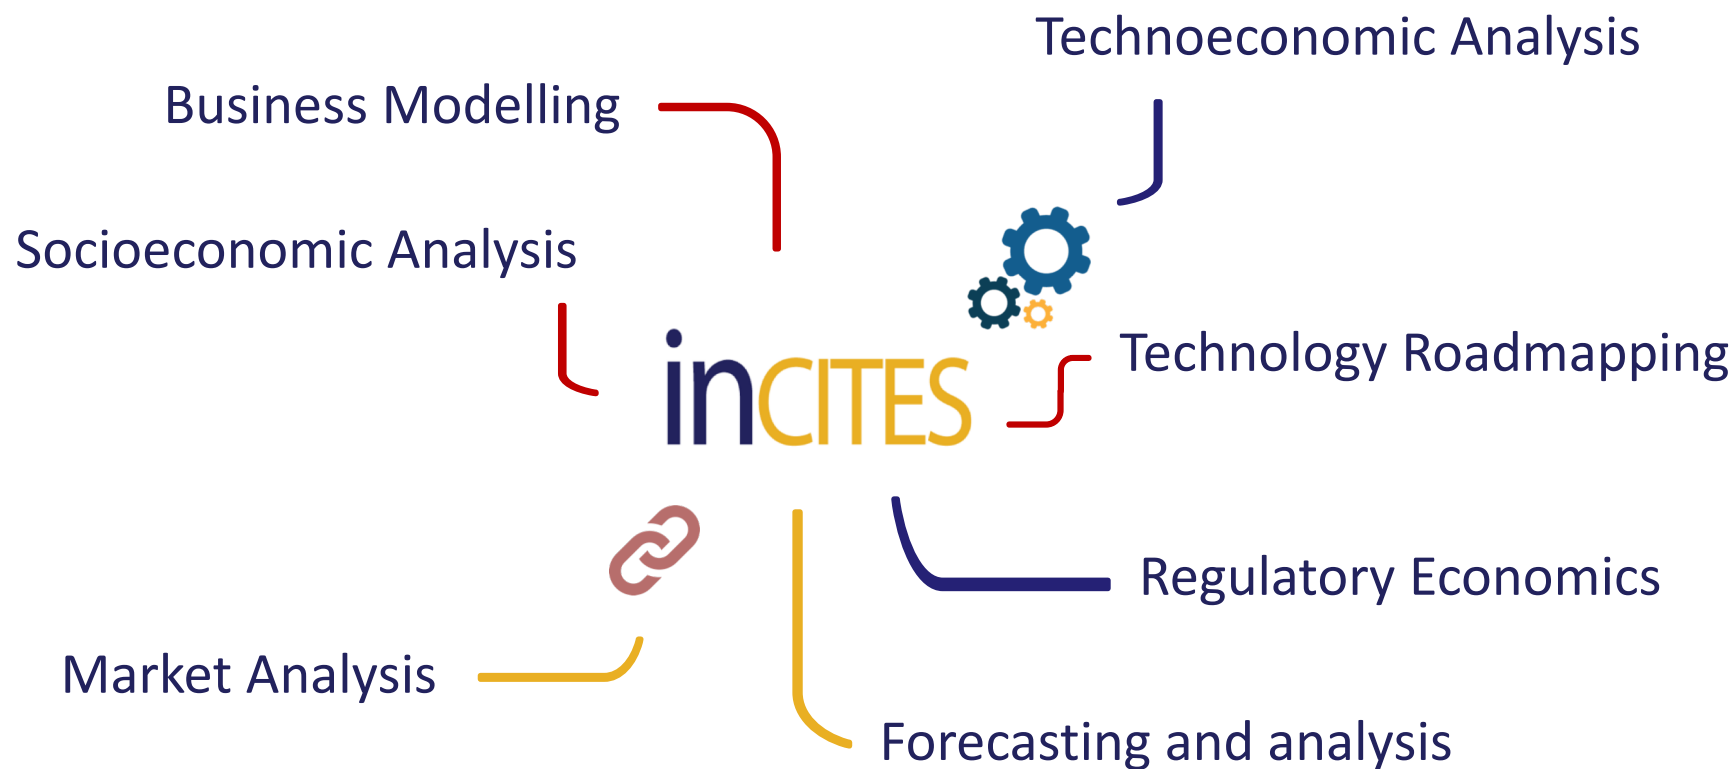 Technoeconomic Analysis
Business Modelling
Socioeconomic Analysis
inCITES
Technology Roadmapping
Regulatory Economics
Market Analysis
Forecasting and analysis